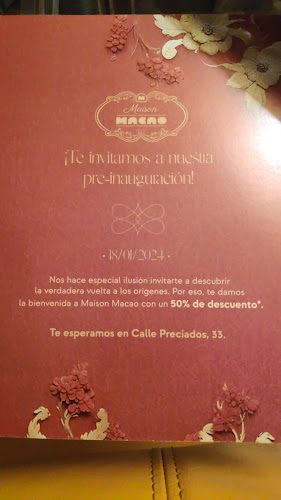 Maison
MACAO
¡Te invitamos a nuestra
pre-inauguración!
· 18/01/2024 ·
Nos hace especial ilusión invitarte a descubrir
la verdadera vuelta a los orígenes. Por eso, te damos
la bienvenida a Maison Macao con un 50% de descuento*.
Te esperamos en Calle Preciados, 33.